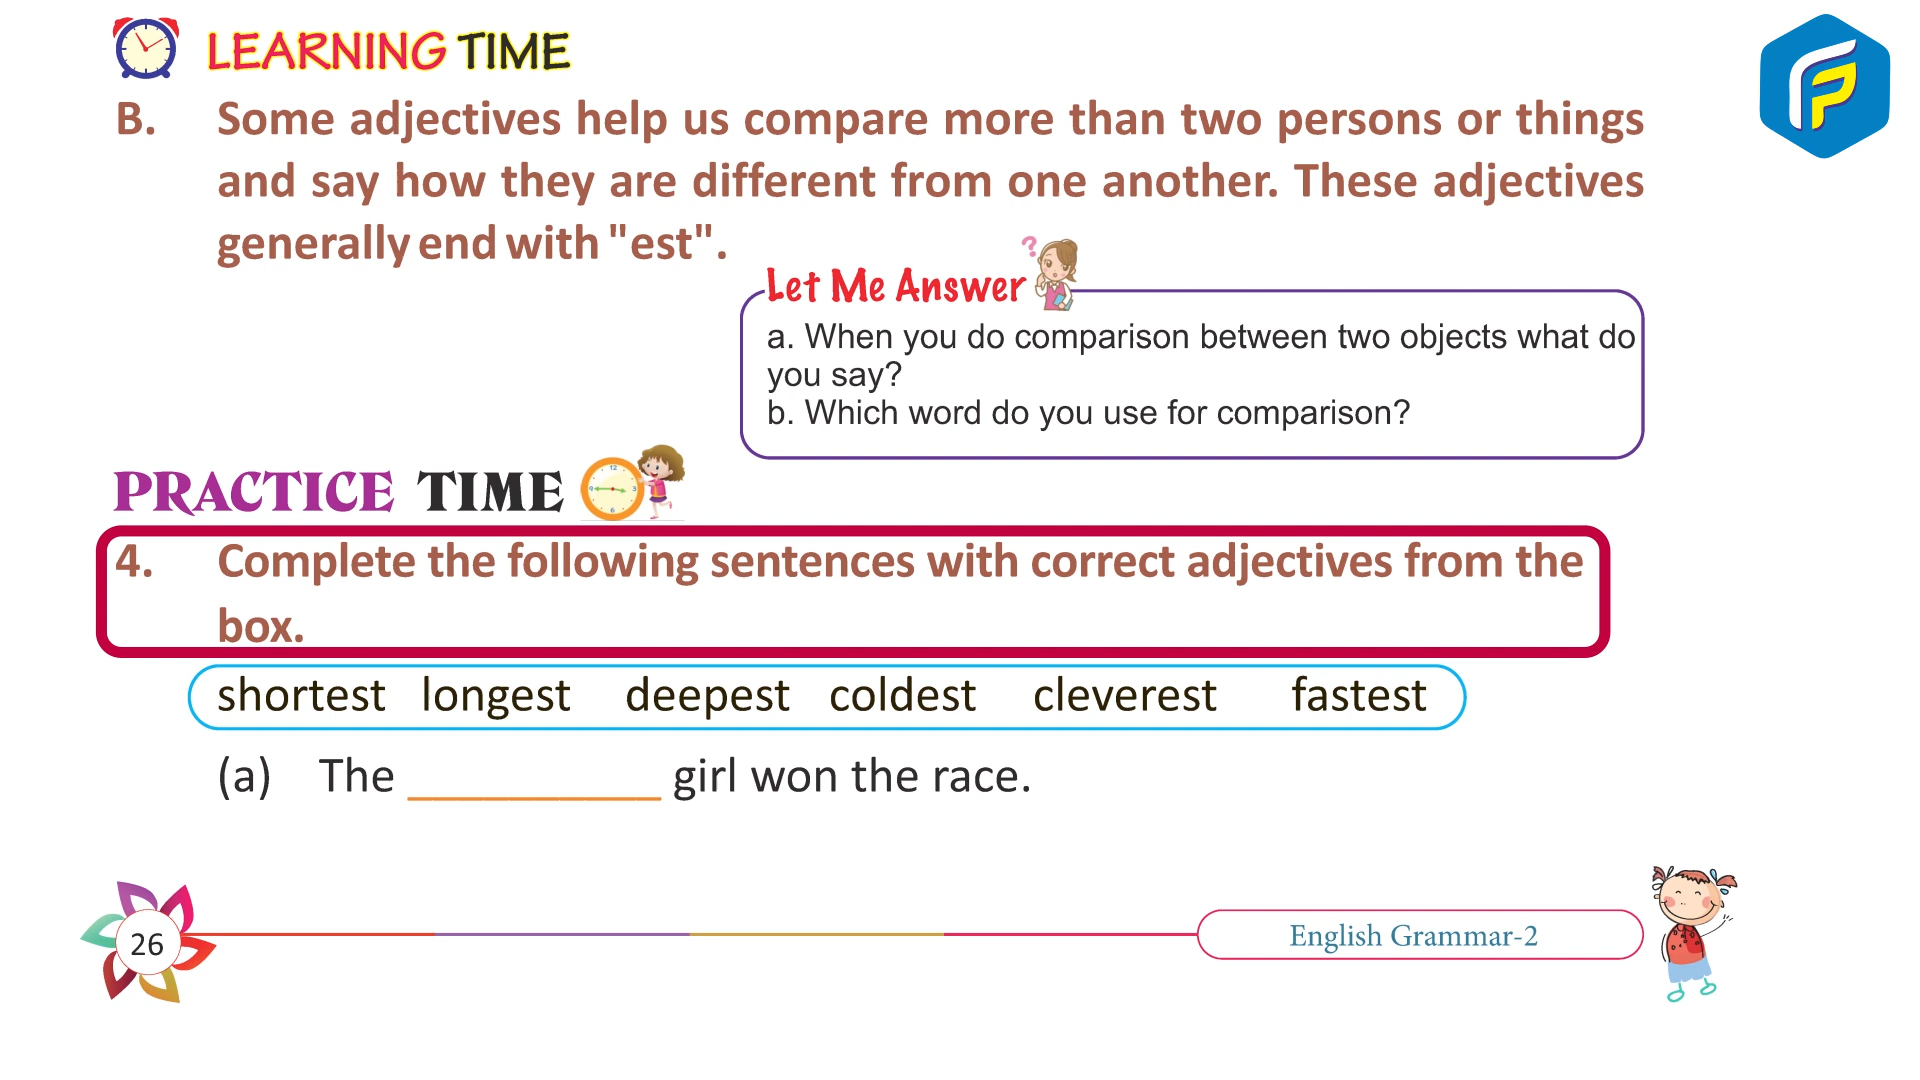 LEARNING TIME
B. Some adjectives help us compare more than two persons or things
and say how they are different from one another. These adjectives
generally end with "est".
Let Me Answer
a. When you do comparison between two objects what do
you say?
b. Which word do you use for comparison?
PRACTICE TIME
4. Complete the following sentences with correct adjectives from the
box.
shortest longest deepest coldest cleverest fastest
(a) The __________ girl won the race.
26
English Grammar-2